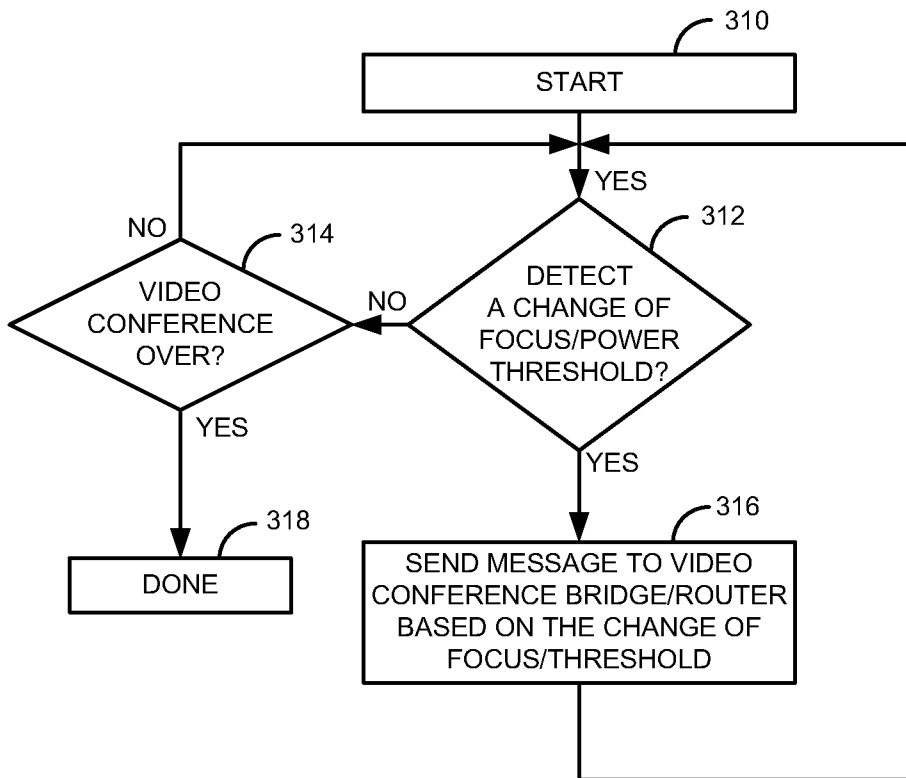 310
START
YES
NO
314
312
VIDEO
CONFERENCE
OVER?
NO
DETECT
A CHANGE OF
FOCUS/POWER
THRESHOLD?
YES
YES
318
DONE
316
SEND MESSAGE TO VIDEO
CONFERENCE BRIDGE/ROUTER
BASED ON THE CHANGE OF
FOCUS/THRESHOLD